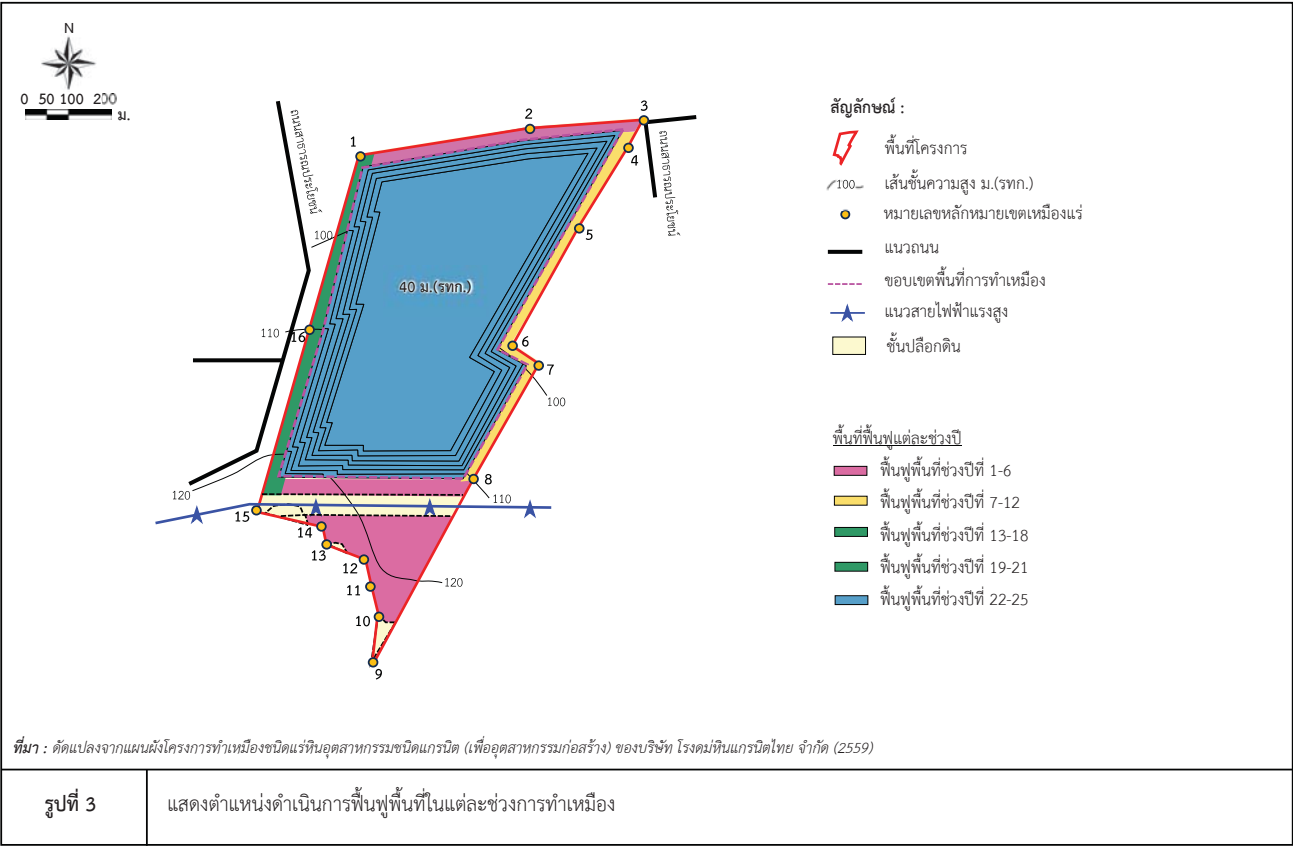 N
0 50 100 200
ม.
ถนนสาธารณประโยชน์
ถนนสาธารณประโยชน์
1
2
3
4
5
6
7
8
9
10
11
12
13
14
15
16
100
110
120
100
110
120
40 ม.(รทก.)
สัญลักษณ์ :
พื้นที่โครงการ
100 เส้นชั้นความสูง ม.(รทก.)
หมายเลขหลักหมายเขตเหมืองแร่
แนวถนน
ขอบเขตพื้นที่การทำเหมือง
แนวสายไฟฟ้าแรงสูง
ชั้นปลือกดิน
พื้นที่ฟื้นฟูแต่ละช่วงปี
ฟื้นฟูพื้นที่ช่วงปีที่ 1-6
ฟื้นฟูพื้นที่ช่วงปีที่ 7-12
ฟื้นฟูพื้นที่ช่วงปีที่ 13-18
ฟื้นฟูพื้นที่ช่วงปีที่ 19-21
ฟื้นฟูพื้นที่ช่วงปีที่ 22-25
ที่มา : ดัดแปลงจากแผนผังโครงการทำเหมืองชนิดแร่หินอุตสาหกรรมชนิดแกรนิต (เพื่ออุตสาหกรรมก่อสร้าง) ของบริษัท โรงดม่หินแกรนิตไทย จำกัด (2559)
รูปที่ 3
แสดงตำแหน่งดำเนินการฟื้นฟูพื้นที่ในแต่ละช่วงการทำเหมือง